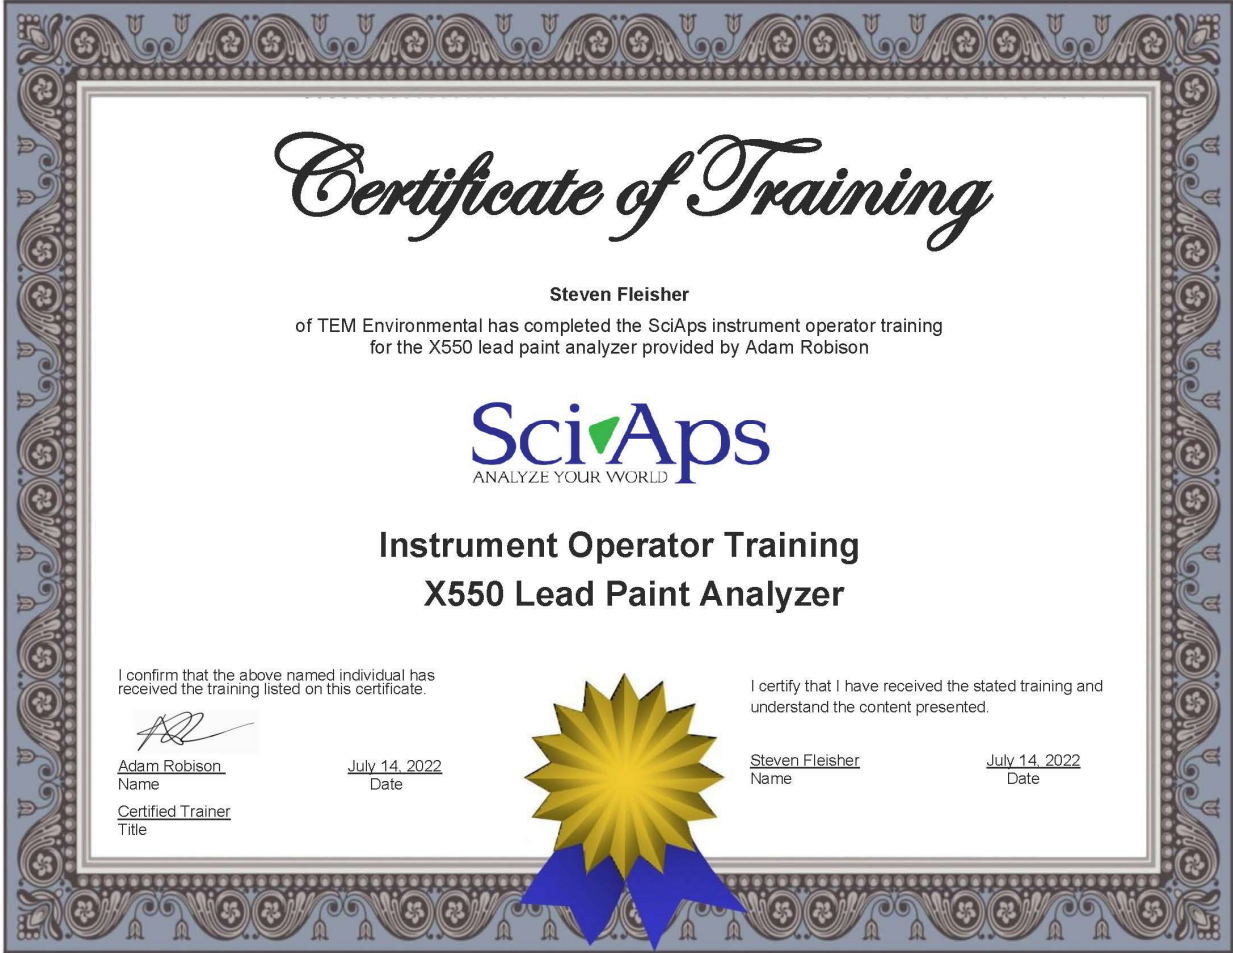 Certificate of Training
Steven Fleisher
of TEM Environmental has completed the SciAps instrument operator training
for the X550 lead paint analyzer provided by Adam Robison
SciAps
ANALYZE YOUR WORLD
Instrument Operator Training
X550 Lead Paint Analyzer
I confirm that the above named individual has
received the training listed on this certificate.
Adam Robison July 14, 2022
Name Date
Certified Trainer
Title
I certify that I have received the stated training and
understand the content presented.
Steven Fleisher July 14, 2022
Name Date